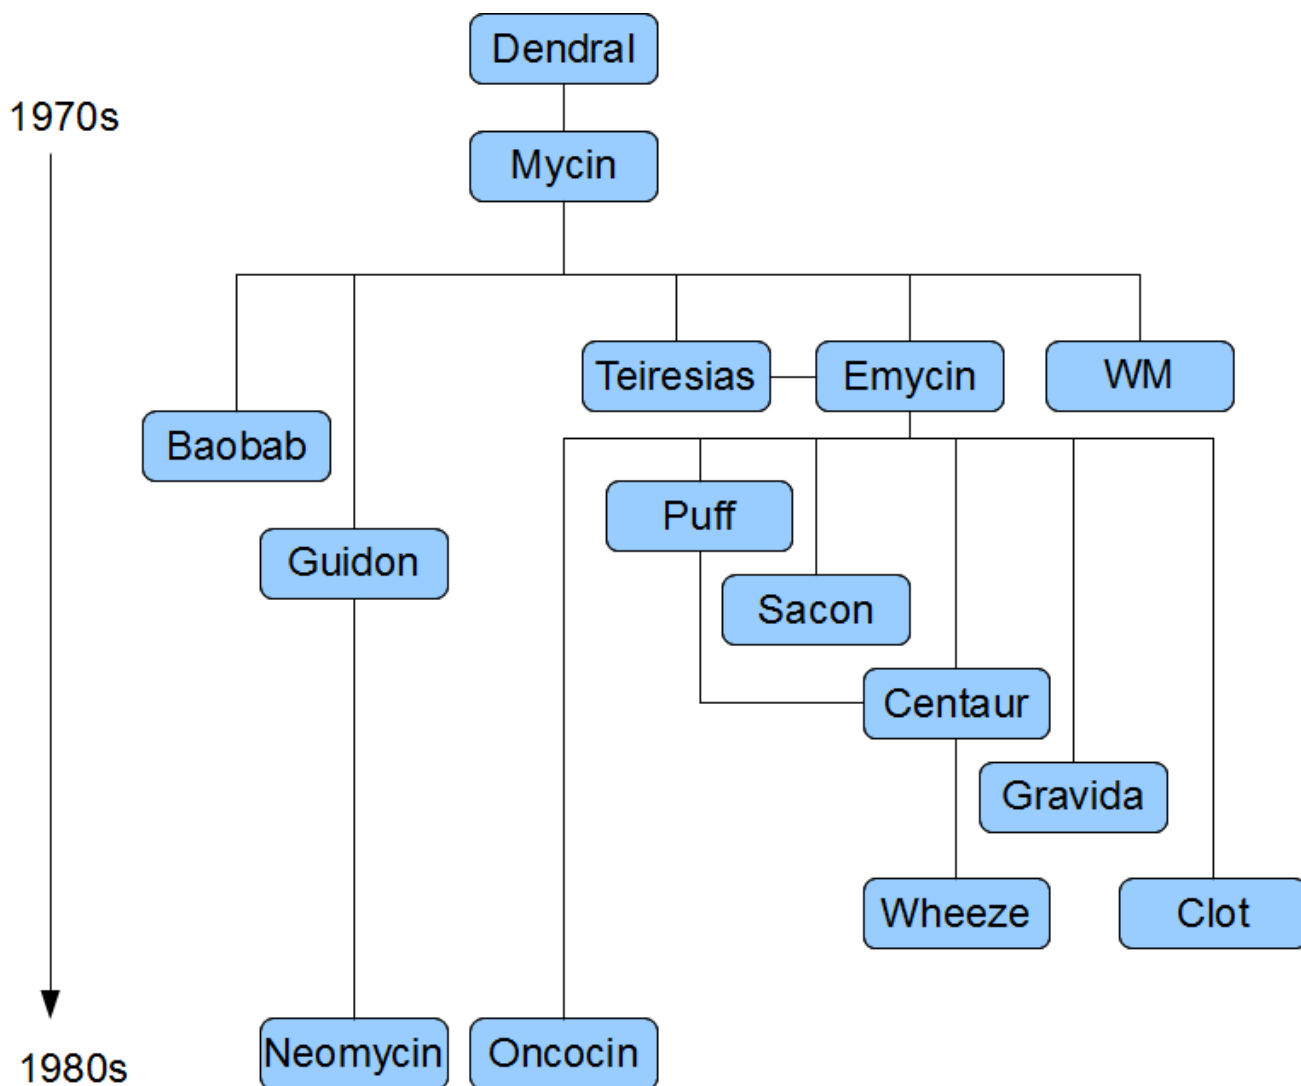 Dendral
1970s
Mycin
Teiresias
Emycin
WM
Baobab
Puff
Guidon
Sacon
Centaur
Gravida
Wheeze
Clot
Neomycin
Oncocin
1980s